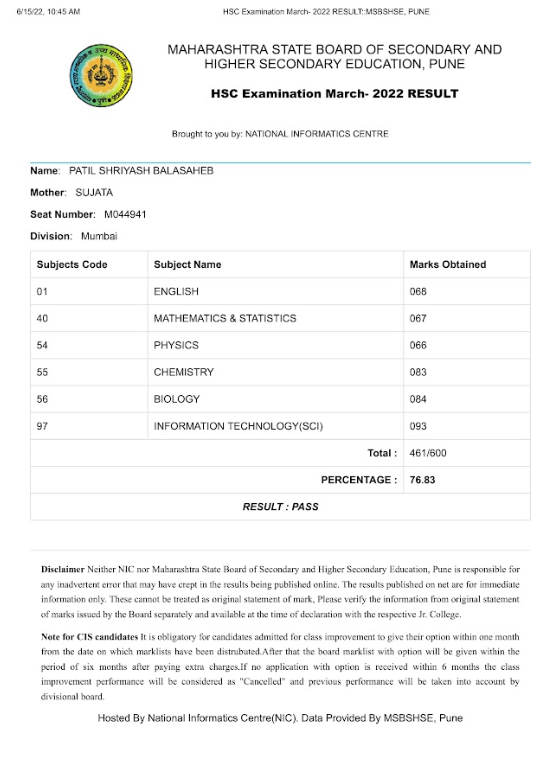 6/15/22, 10:45 AM HSC Examination March- 2022 RESULT::MSBSHSE, PUNE
MAHARASHTRA STATE BOARD OF SECONDARY AND
HIGHER SECONDARY EDUCATION, PUNE
HSC Examination March- 2022 RESULT
Brought to you by: NATIONAL INFORMATICS CENTRE
Name: PATIL SHRIYASH BALASAHEB
Mother: SUJATA
Seat Number: M044941
Division: Mumbai
Subjects Code Subject Name Marks Obtained
01 ENGLISH 068
40 MATHEMATICS & STATISTICS 067
54 PHYSICS 066
55 CHEMISTRY 083
56 BIOLOGY 084
97 INFORMATION TECHNOLOGY(SCI) 093
Total : 461/600
PERCENTAGE : 76.83
RESULT : PASS
Disclaimer Neither NIC nor Maharashtra State Board of Secondary and Higher Secondary Education, Pune is responsible for
any inadvertent error that may have crept in the results being published online. The results published on net are for immediate
information only. These cannot be treated as original statement of mark, Please verify the information from original statement
of marks issued by the Board separately and available at the time of declaration with the respective Jr. College.
Note for CIS candidates It is obligatory for candidates admitted for class improvement to give their option within one month
from the date on which marklists have been distrubuted.After that the board marklist with option will be given within the
period of six months after paying extra charges.If no application with option is received within 6 months the class
improvement performance will be considered as "Cancelled" and previous performance will be taken into account by
divisional board.
Hosted By National Informatics Centre(NIC). Data Provided By MSBSHSE, Pune